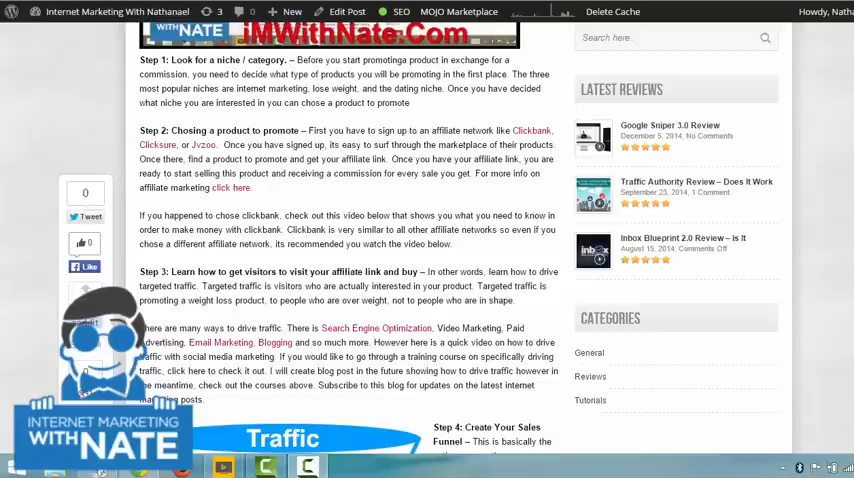 Internet Marketing With Nathanael 3 0 New Edit Post SEO MOJO Marketplace Delete Cache Howdy,
WITH NATE iMWithNate.Com
Step 1: Look for a niche / category. – Before you start promotinga product in exchange for a
commission, you need to decide what type of products you will be promoting in the first place. The three
most popular niches are internet marketing, lose weight, and the dating niche. Once you have decided
what niche you are interested in you can chose a product to promote
Step 2: Chosing a product to promote – First you have to sign up to an affiliate network like Clickbank,
Clicksure, or Jvzoo. Once you have signed up, its easy to surf through the marketplace of their products.
Once there, find a product to promote and get your affiliate link. Once you have your affiliate link, you are
ready to start selling this product and receiving a commission for every sale you get. For more info on
affiliate marketing click here.
If you happened to chose clickbank, check out this video below that shows you what you need to know in
order to make money with clickbank. Clickbank is very similar to all other affiliate networks so even if you
chose a different affiliate network, its recommended you watch the video below.
Step 3: Learn how to get visitors to visit your affiliate link and buy – In other words, learn how to drive
targeted traffic. Targeted traffic is visitors who are actually interested in your product. Targeted traffic is
promoting a weight loss product, to people who are over weight, not to people who are in shape.
here are many ways to drive traffic. There is Search Engine Optimization, Video Marketing, Paid
dvertising, Email Marketing, Blogging and so much more. However here is a quick video on how to drive
traffic with social media marketing. If you would like to go through a training course on specifically driving
traffic, click here to check it out. I will create blog post in the future showing how to drive traffic however in
he meantime, check out the courses above. Subscribe to this blog for updates on the latest internet
posts.
Traffic
Step 4: Create Your Sales
Funnel – This is basically the
0
Tweet
0
Like
INTERNET MARKETING
WITH NATE
Search here..
LATEST REVIEWS
Google Sniper 3.0 Review
December 5, 2014, No Comments
Traffic Authority Review – Does It Work
September 23, 2014, 1 Comment
inbox
Inbox Blueprint 2.0 Review – is It
August 15, 2014, Comments Off
CATEGORIES
General
Reviews
Tutorials